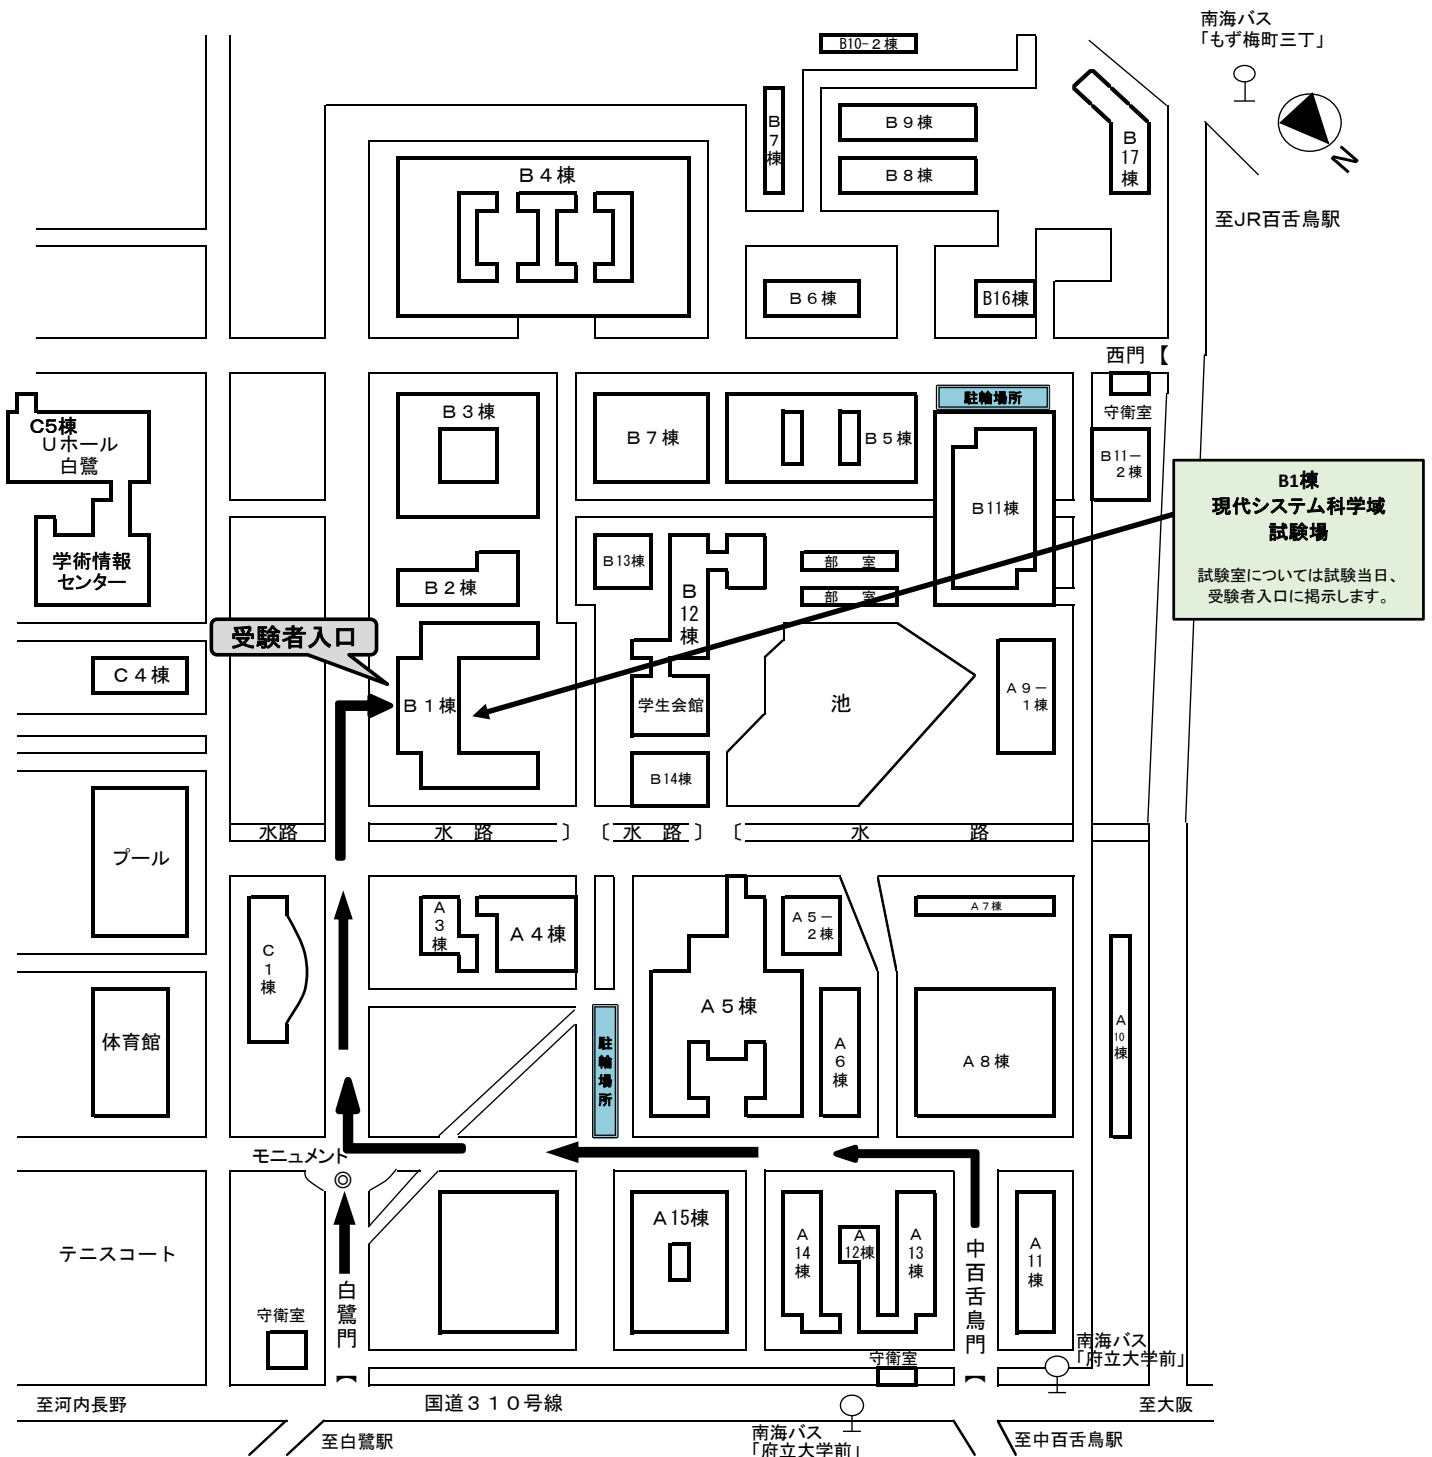 南海バス
「もず梅町三丁」
B10-2棟
B
7
棟
B9棟
B
17
棟
N
B4棟
B8棟
至JR百舌鳥駅
B6棟
B16棟
西門【
駐輪場所
守衛室
C5棟
Uホール
白鷺
B3棟
B7棟
B5棟
B11－
2棟
B1棟
現代システム科学域
試験場
試験室については試験当日、
受験者入口に掲示します。
B11棟
学術情報
センター
B13棟
部 室
B2棟
B
12
棟
部 室
受験者入口
C4棟
B1棟
学生会館
池
A9－
1棟
B14棟
水路
水 路
〕
〔水 路〕
〔
水 路
プール
A
3
棟
A4棟
A5－
2棟
A7棟
C
1
棟
A5棟
体育館
駐
輪
場
所
A
6
棟
A8棟
A
10
棟
モニュメント
◎
テニスコート
A15棟
A
14
棟
A
12棟
A
13
棟
中
百
舌
鳥
門
【
A
11
棟
白
鷺
門
【
守衛室
守衛室
南海バス
「府立大学前」
至河内長野
国道310号線
至大阪
至白鷺駅
南海バス
「府立大学前」
至中百舌鳥駅